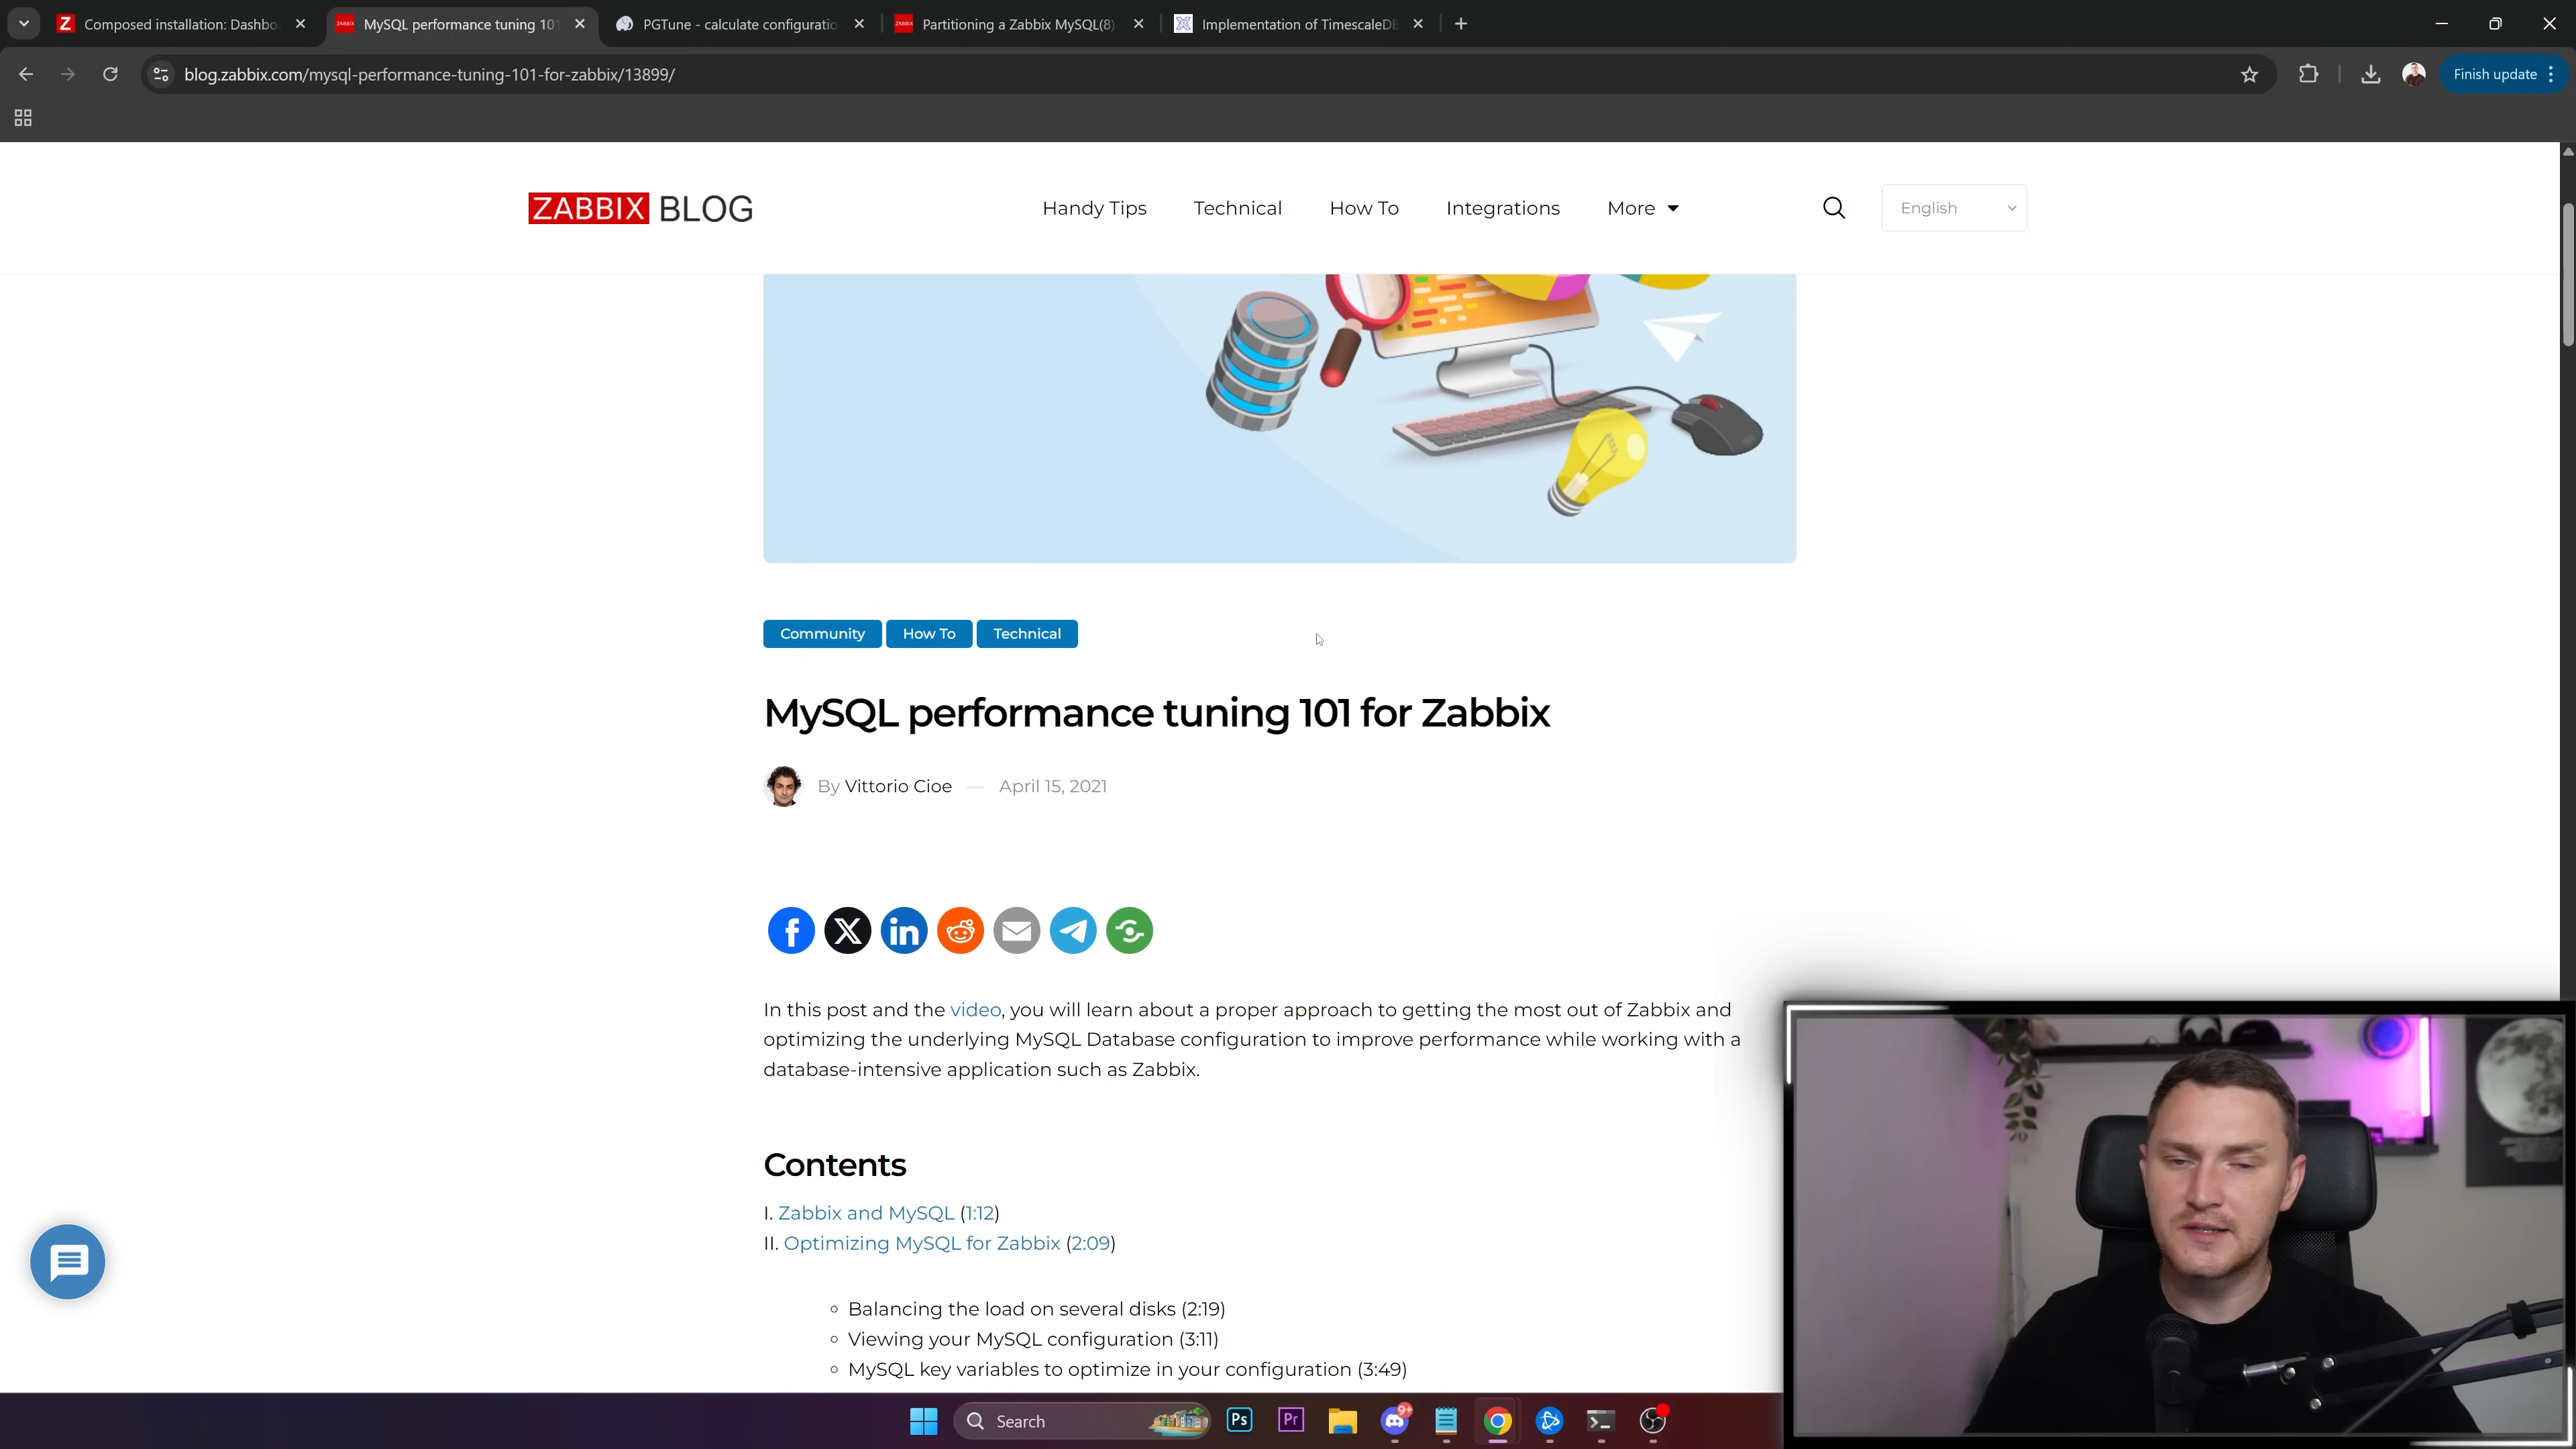 Composed installation: Dashbo
MySQL performance tuning 101
PGTune - calculate configuratio
Partitioning a Zabbix MySQL(8)
Implementation of TimescaleDB
blog.zabbix.com/mysql-performance-tuning-101-for-zabbix/13899/
Finish update
ZABBIX BLOG
Handy Tips
Technical
How To
Integrations
More
English
Community
How To
Technical
MySQL performance tuning 101 for Zabbix
By Vittorio Cioe — April 15, 2021
In this post and the video, you will learn about a proper approach to getting the most out of Zabbix and
optimizing the underlying MySQL Database configuration to improve performance while working with a
database-intensive application such as Zabbix.
Contents
I. Zabbix and MySQL (1:12)
II. Optimizing MySQL for Zabbix (2:09)
Balancing the load on several disks (2:19)
Viewing your MySQL configuration (3:11)
MySQL key variables to optimize in your configuration (3:49)
Search
Ps
Pr
9+